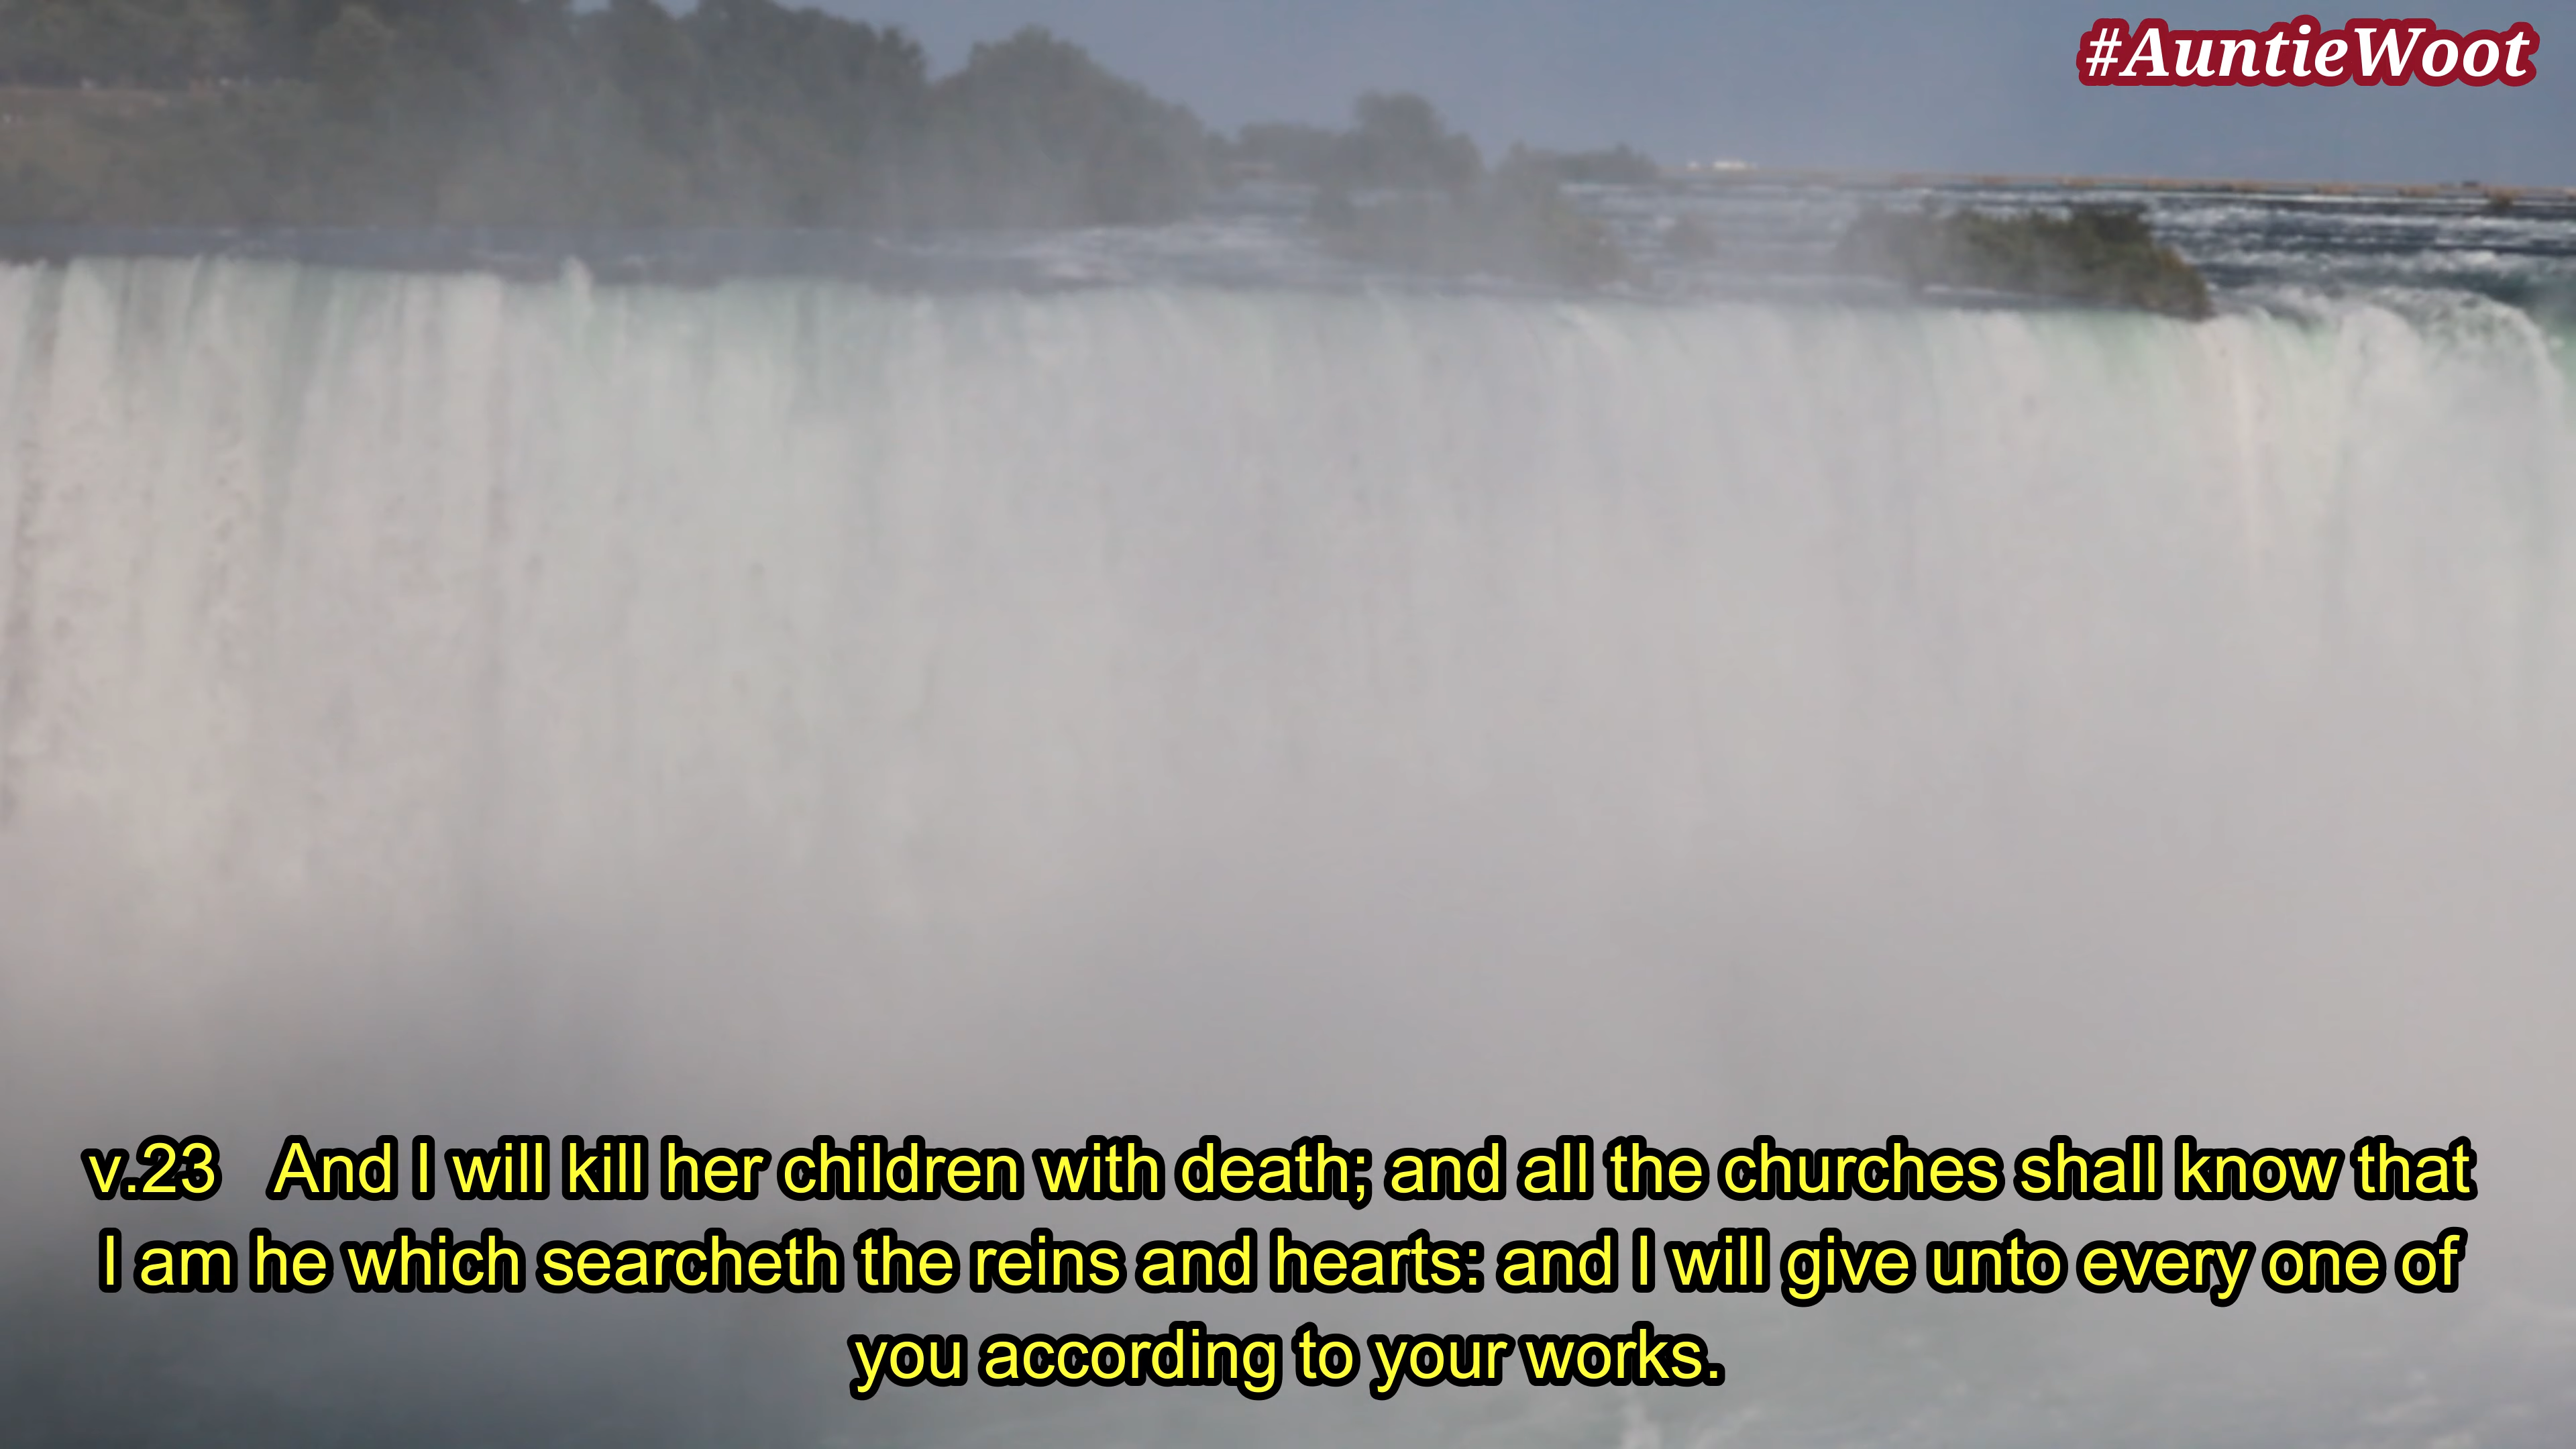 #AuntieWoot
v.23   And I will kill her children with death; and all the churches shall know that
I am he which searcheth the reins and hearts: and I will give unto every one of
you according to your works.